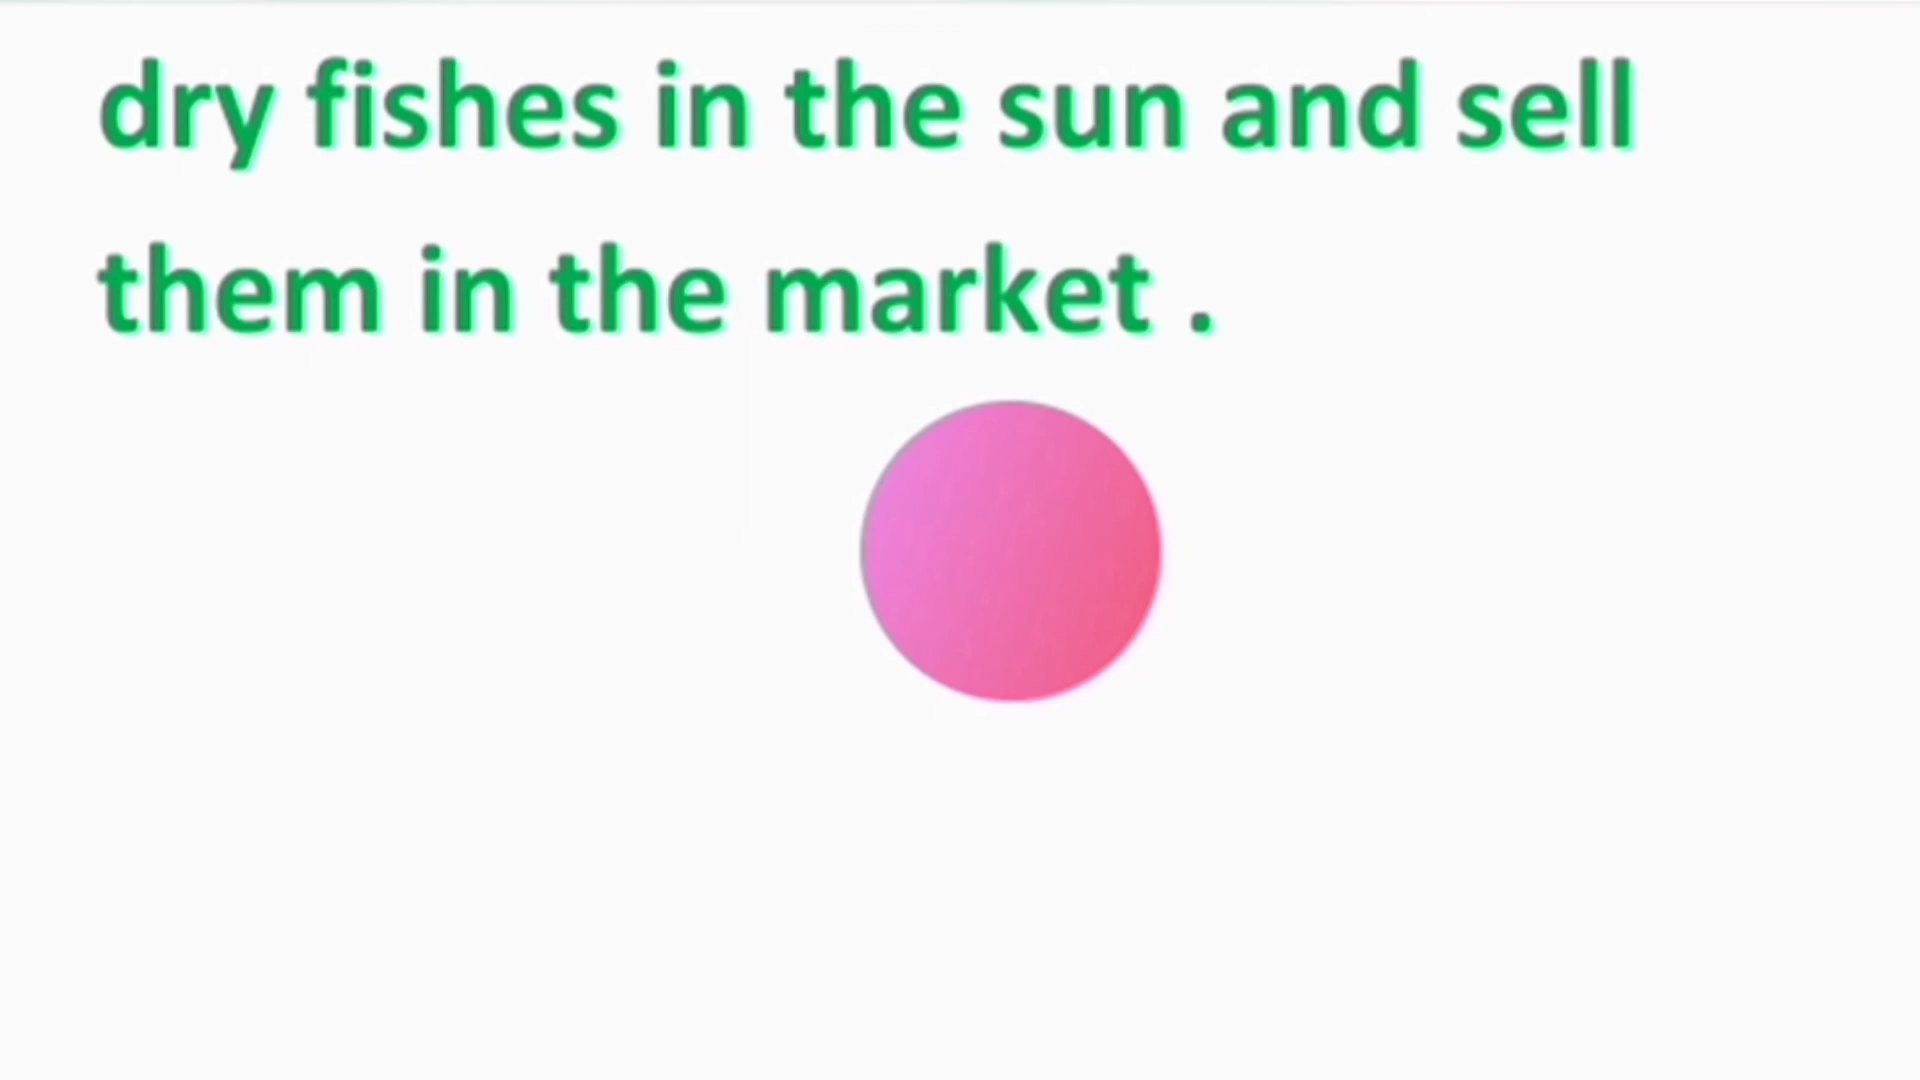 dry fishes in the sun and sell
them in the market .